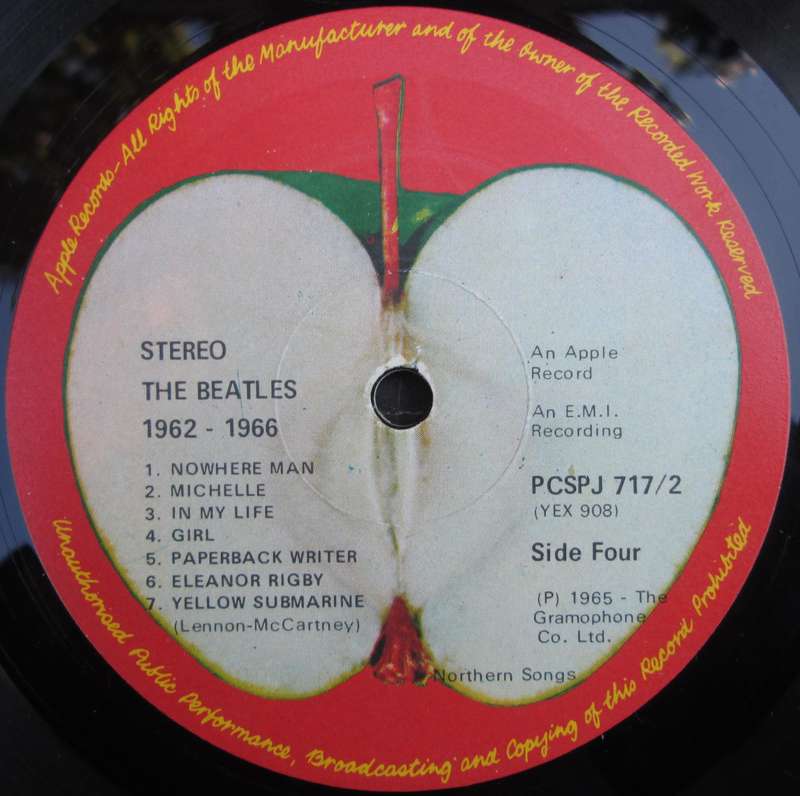 Apple Records-All Rights of the Manufacturer and of the Owner of the Recorded Work Reserved
STEREO
THE BEATLES
1962 - 1966
1. NOWHERE MAN
2. MICHELLE
3. IN MY LIFE
4. GIRL
5. PAPERBACK WRITER
6. ELEANOR RIGBY
7. YELLOW SUBMARINE
(Lennon-McCartney)
An Apple
Record
An E.M.I.
Recording
PCSPJ 717/2
(YEX 908)
Side Four
(P) 1965 - The
Gramophone
Co. Ltd.
Northern Songs
Unauthorised Public Performance, Broadcasting and Copying of this Record Prohibited